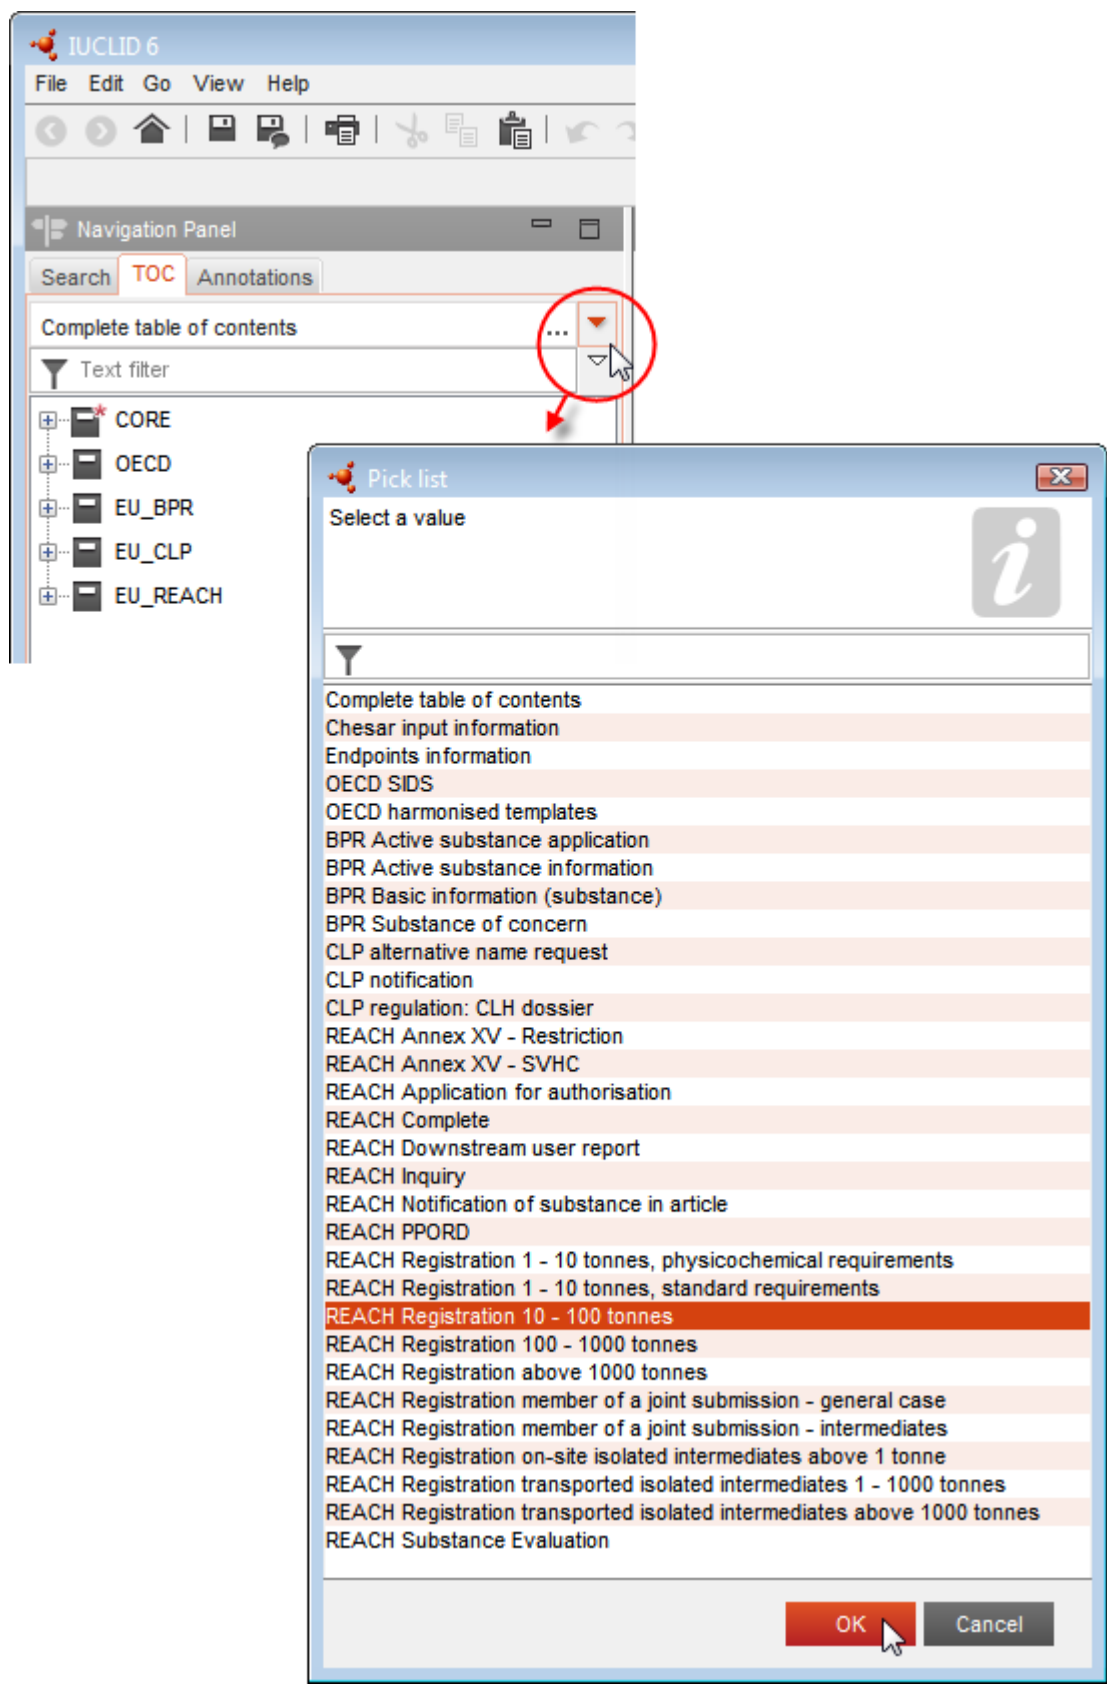 IUCLID 6
File Edit Go View Help
Navigation Panel
Search TOC Annotations
Complete table of contents ...
Text filter
CORE
OECD
EU_BPR
EU_CLP
EU_REACH
Pick list
Select a value
Complete table of contents
Chesar input information
Endpoints information
OECD SIDS
OECD harmonised templates
BPR Active substance application
BPR Active substance information
BPR Basic information (substance)
BPR Substance of concern
CLP alternative name request
CLP notification
CLP regulation: CLH dossier
REACH Annex XV - Restriction
REACH Annex XV - SVHC
REACH Application for authorisation
REACH Complete
REACH Downstream user report
REACH Inquiry
REACH Notification of substance in article
REACH PPORD
REACH Registration 1 - 10 tonnes, physicochemical requirements
REACH Registration 1 - 10 tonnes, standard requirements
REACH Registration 10 - 100 tonnes
REACH Registration 100 - 1000 tonnes
REACH Registration above 1000 tonnes
REACH Registration member of a joint submission - general case
REACH Registration member of a joint submission - intermediates
REACH Registration on-site isolated intermediates above 1 tonne
REACH Registration transported isolated intermediates 1 - 1000 tonnes
REACH Registration transported isolated intermediates above 1000 tonnes
REACH Substance Evaluation
OK Cancel